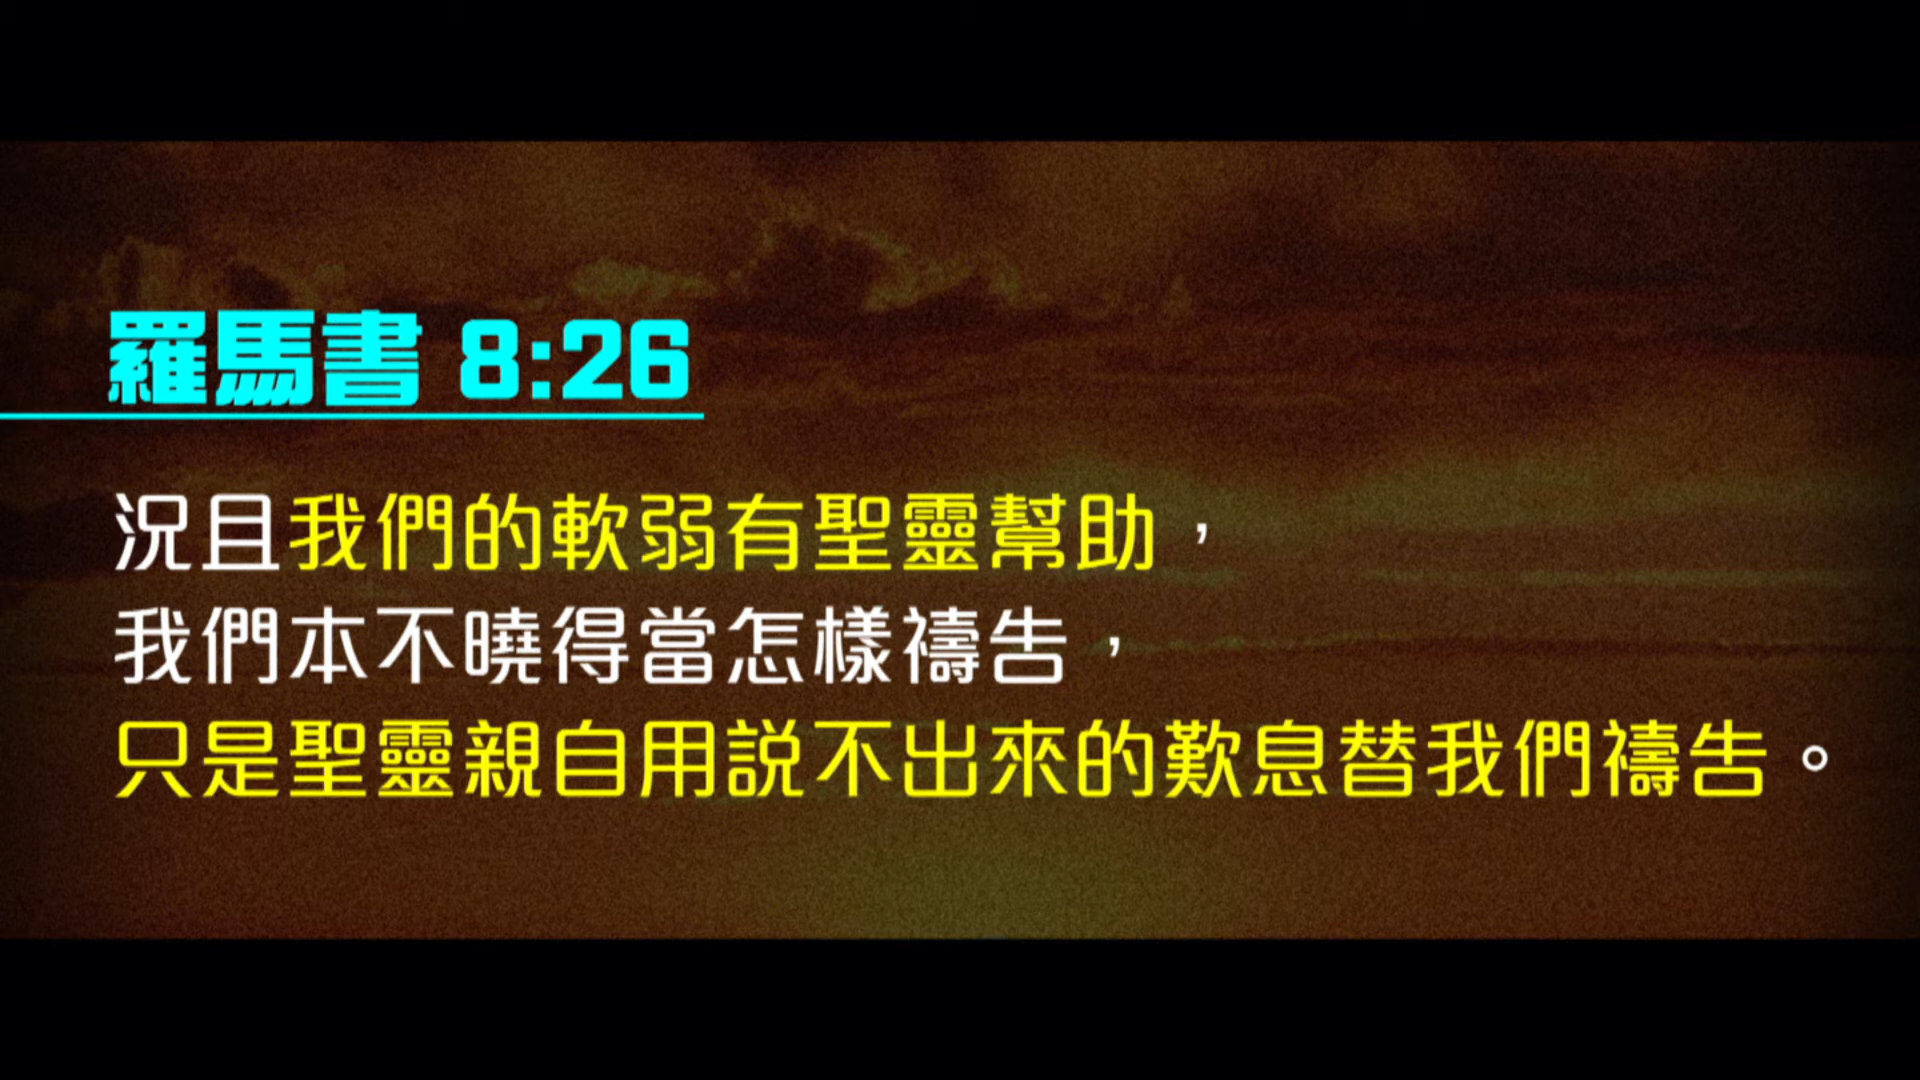 羅馬書 8:26
況且我們的軟弱有聖靈幫助，
我們本不曉得當怎樣禱告，
只是聖靈親自用説不出來的歎息替我們禱告。